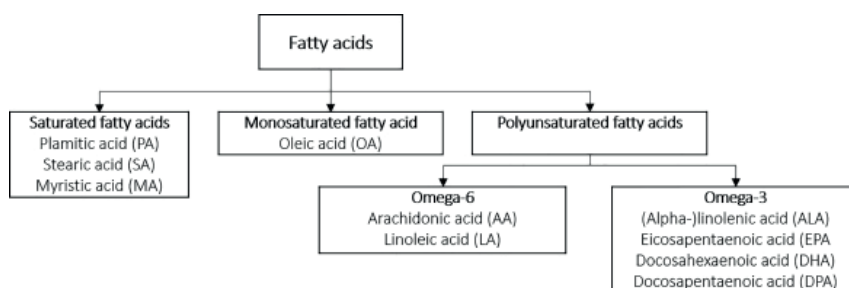 Fatty acids
Saturated fatty acids
Plamitic acid (PA)
Stearic acid (SA)
Myristic acid (MA)
Monosaturated fatty acid
Oleic acid (OA)
Polyunsaturated fatty acids
Omega-6
Arachidonic acid (AA)
Linoleic acid (LA)
Omega-3
(Alpha-)linolenic acid (ALA)
Eicosapentaenoic acid (EPA
Docosahexaenoic acid (DHA)
Docosapentaenoic acid (DPA)